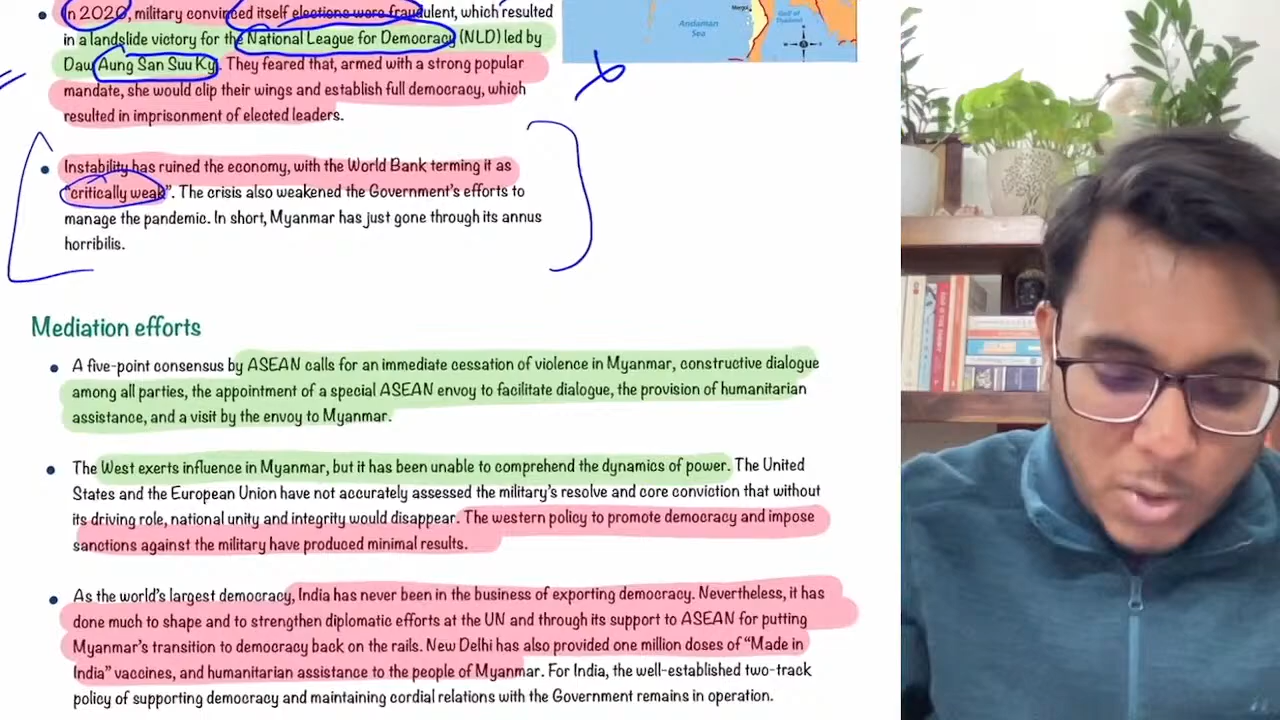 In 2020, military convinced itself elections were fraudulent, which resulted
in a landslide victory for the National League for Democracy (NLD) led by
Daw Aung San Suu Ky. They feared that, armed with a strong popular
mandate, she would clip their wings and establish full democracy, which
resulted in imprisonment of elected leaders.
Andaman
Sea
Gulf of
Thailand
Instability has ruined the economy, with the World Bank terming it as
"critically weak". The crisis also weakened the Government's efforts to
manage the pandemic. In short, Myanmar has just gone through its annus
horribilis.
Mediation efforts
A five-point consensus by ASEAN calls for an immediate cessation of violence in Myanmar, constructive dialogue
among all parties, the appointment of a special ASEAN envoy to facilitate dialogue, the provision of humanitarian
assistance, and a visit by the envoy to Myanmar.
The West exerts influence in Myanmar, but it has been unable to comprehend the dynamics of power. The United
States and the European Union have not accurately assessed the military's resolve and core conviction that without
its driving role, national unity and integrity would disappear. The western policy to promote democracy and impose
sanctions against the military have produced minimal results.
As the world's largest democracy, India has never been in the business of exporting democracy. Nevertheless, it has
done much to shape and to strengthen diplomatic efforts at the UN and through its support to ASEAN for putting
Myanmar's transition to democracy back on the rails. New Delhi has also provided one million doses of "Made in
India" vaccines, and humanitarian assistance to the people of Myanmar. For India, the well-established two-track
policy of supporting democracy and maintaining cordial relations with the Government remains in operation.